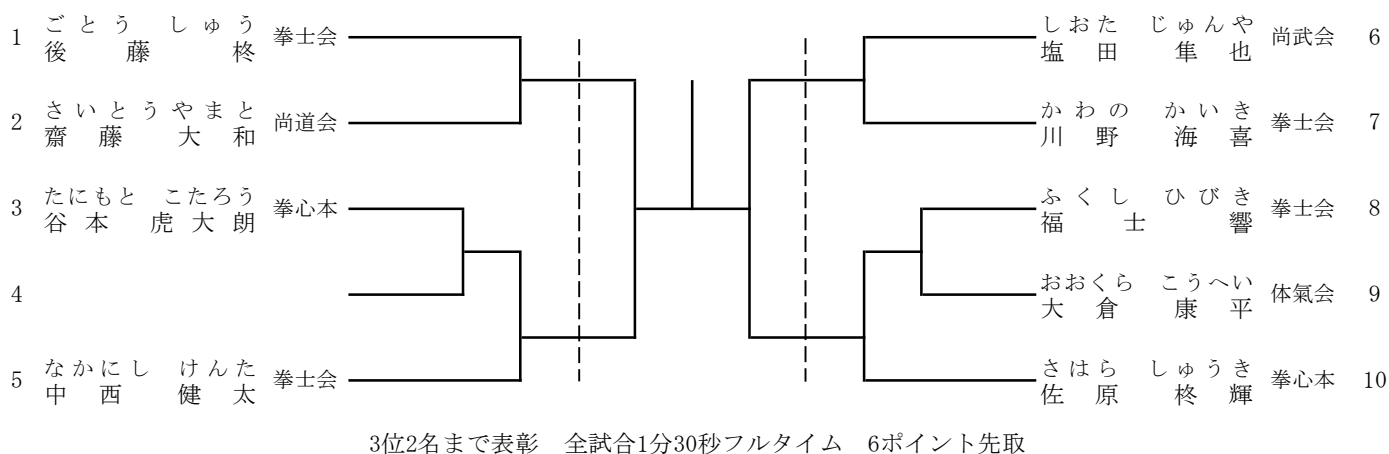 1 ごとう しゅう 拳士会
後藤 柊
2 さいとうやまと 尚道会
齋藤 大和
3 たにもと こたろう 拳心本
谷本 虎大朗
4
5 なかにし けんた 拳士会
中西 健太
しおた じゅんや 尚武会 6
塩田 隼也
かわの かいき 拳士会 7
川野 海喜
ふくし ひびき 拳士会 8
福士 響
おおくら こうへい 体氣会 9
大倉 康平
さはら しゅうき 拳心本 10
佐原 柊輝
3位2名まで表彰 全試合1分30秒フルタイム 6ポイント先取